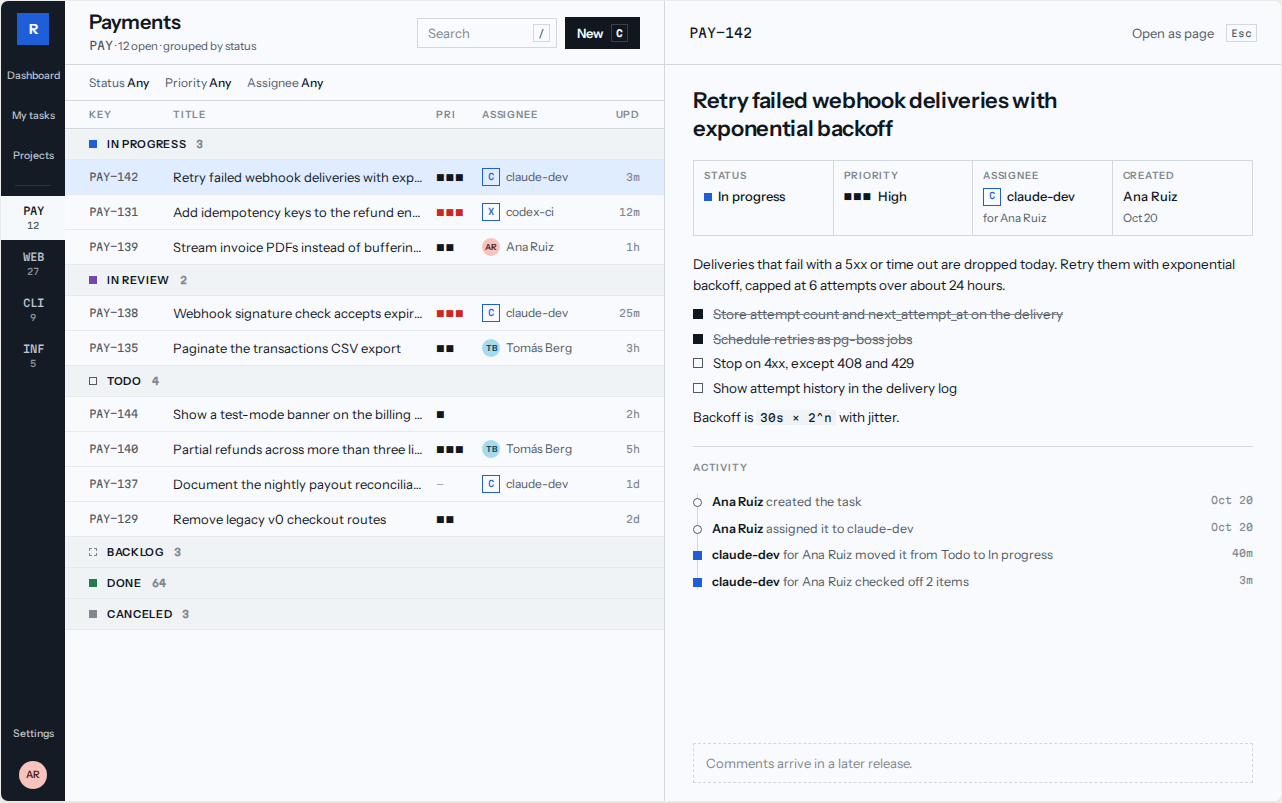 R
Dashboard
My tasks
Projects
PAY
12
WEB
27
CLI
9
INF
5
Settings
AR
Payments
PAY · 12 open · grouped by status
Search /
New C
Status Any Priority Any Assignee Any
KEY TITLE PRI ASSIGNEE UPD
IN PROGRESS 3
PAY-142 Retry failed webhook deliveries with exp… C claude-dev 3m
PAY-131 Add idempotency keys to the refund en… X codex-ci 12m
PAY-139 Stream invoice PDFs instead of bufferin… AR Ana Ruiz 1h
IN REVIEW 2
PAY-138 Webhook signature check accepts expir… C claude-dev 25m
PAY-135 Paginate the transactions CSV export TB Tomás Berg 3h
TODO 4
PAY-144 Show a test-mode banner on the billing … 2h
PAY-140 Partial refunds across more than three li… TB Tomás Berg 5h
PAY-137 Document the nightly payout reconcilia… – C claude-dev 1d
PAY-129 Remove legacy v0 checkout routes 2d
BACKLOG 3
DONE 64
CANCELED 3
PAY-142
Open as page Esc
Retry failed webhook deliveries with
exponential backoff
STATUS PRIORITY ASSIGNEE CREATED
In progress High C claude-dev Ana Ruiz
for Ana Ruiz Oct 20
Deliveries that fail with a 5xx or time out are dropped today. Retry them with exponential
backoff, capped at 6 attempts over about 24 hours.
Store attempt count and next_attempt_at on the delivery
Schedule retries as pg-boss jobs
Stop on 4xx, except 408 and 429
Show attempt history in the delivery log
Backoff is 30s × 2^n with jitter.
ACTIVITY
Ana Ruiz created the task Oct 20
Ana Ruiz assigned it to claude-dev Oct 20
claude-dev for Ana Ruiz moved it from Todo to In progress 40m
claude-dev for Ana Ruiz checked off 2 items 3m
Comments arrive in a later release.